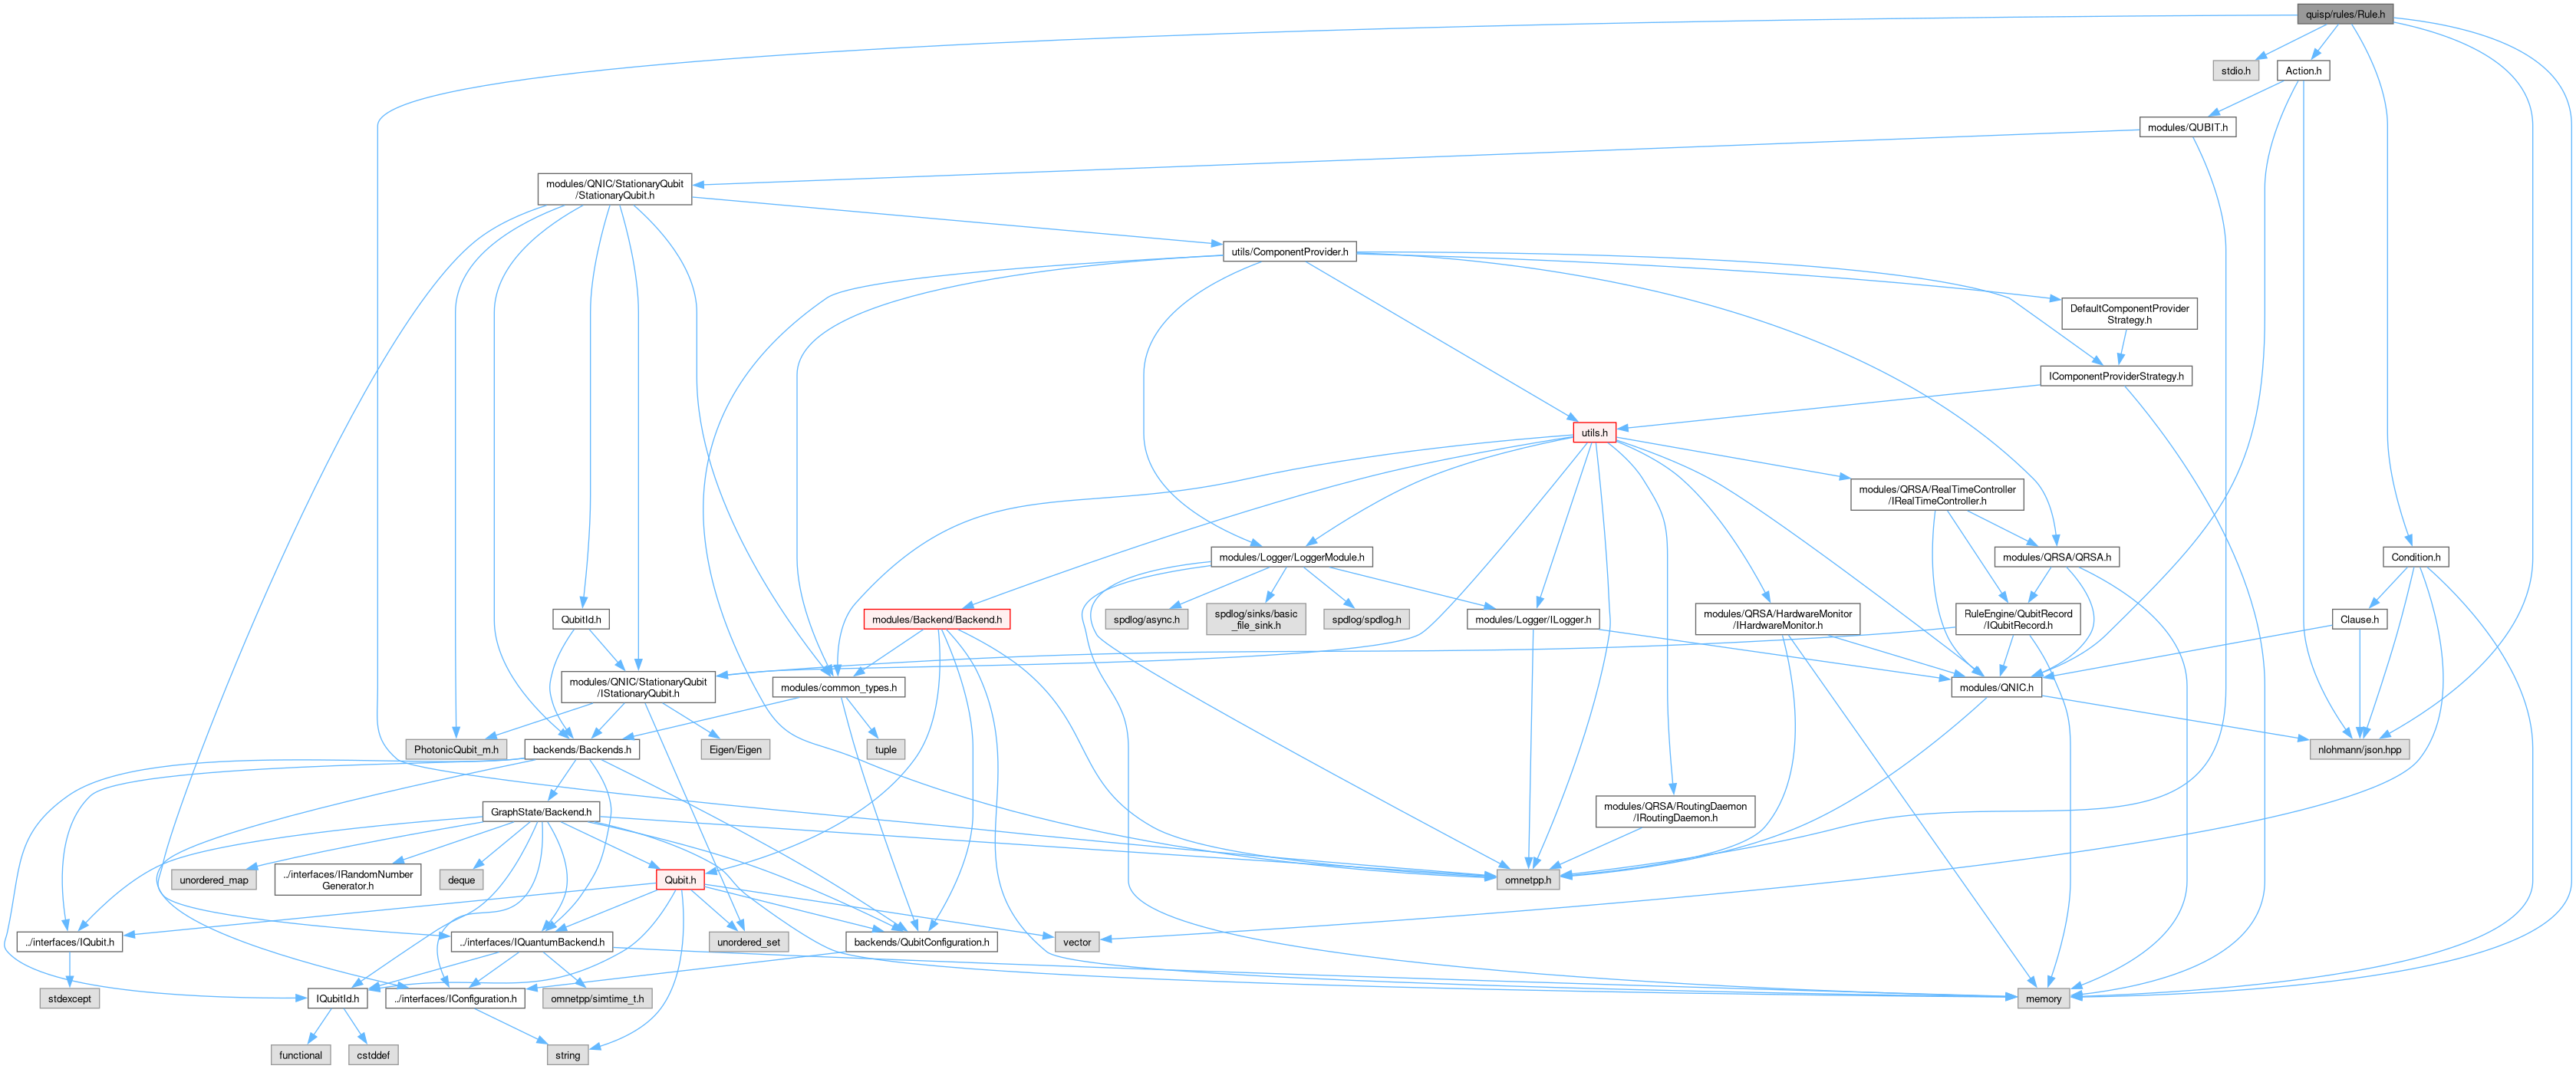 quisp/rules/Rule.h
stdio.h
Action.h
modules/QUBIT.h
modules/QNIC/StationaryQubit
/StationaryQubit.h
utils/ComponentProvider.h
DefaultComponentProvider
Strategy.h
IComponentProviderStrategy.h
utils.h
modules/QRSA/RealTimeController
/IRealTimeController.h
modules/Logger/LoggerModule.h
modules/QRSA/QRSA.h
Condition.h
QubitId.h
modules/Backend/Backend.h
spdlog/async.h
spdlog/sinks/basic
_file_sink.h
spdlog/spdlog.h
modules/Logger/ILogger.h
modules/QRSA/HardwareMonitor
/IHardwareMonitor.h
RuleEngine/QubitRecord
/IQubitRecord.h
Clause.h
modules/QNIC/StationaryQubit
/IStationaryQubit.h
modules/common_types.h
modules/QNIC.h
PhotonicQubit_m.h
backends/Backends.h
Eigen/Eigen
tuple
nlohmann/json.hpp
GraphState/Backend.h
modules/QRSA/RoutingDaemon
/IRoutingDaemon.h
unordered_map
../interfaces/IRandomNumber
Generator.h
deque
Qubit.h
omnetpp.h
../interfaces/IQubit.h
../interfaces/IQuantumBackend.h
unordered_set
backends/QubitConfiguration.h
vector
stdexcept
IQubitId.h
../interfaces/IConfiguration.h
omnetpp/simtime_t.h
memory
functional
cstddef
string